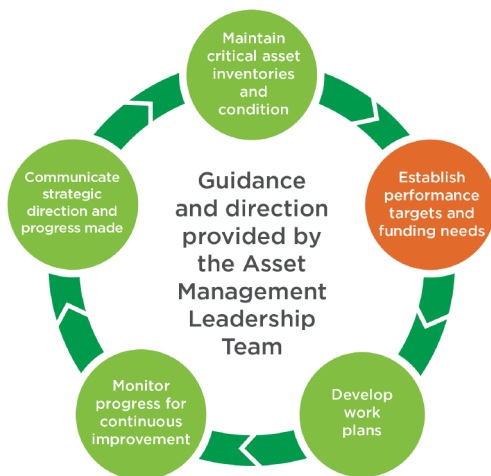 Maintain
critical asset
inventories
and
condition
Establish
performance
targets and
funding needs
Develop
work
plans
Monitor
progress for
continuous
improvement
Communicate
strategic
direction and
progress made
Guidance
and direction
provided by
the Asset
Management
Leadership
Team